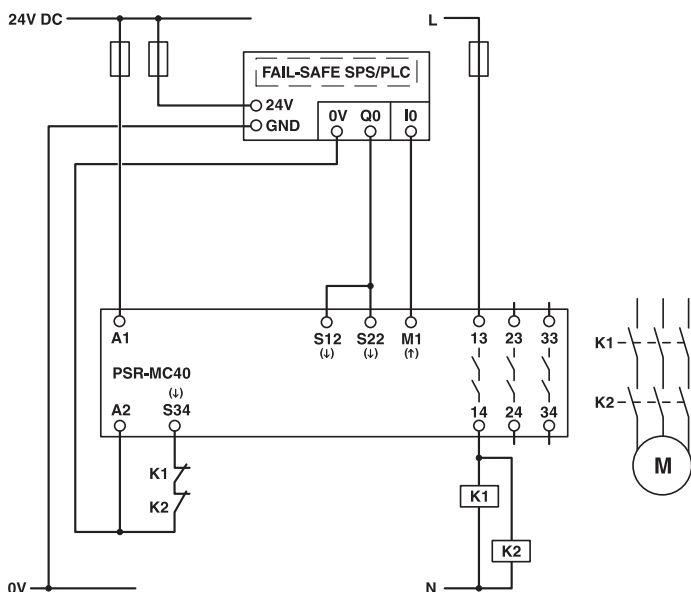 24V DC
L
FAIL-SAFE SPS/PLC
24V
GND
0V Q0 I0
A1
S12 S22 M1 13 23 33
(↓) (↓) (↑)
PSR-MC40
(↓)
A2 S34
14 24 34
K1
K2
K1
K2
K1
K2
M
0V
N